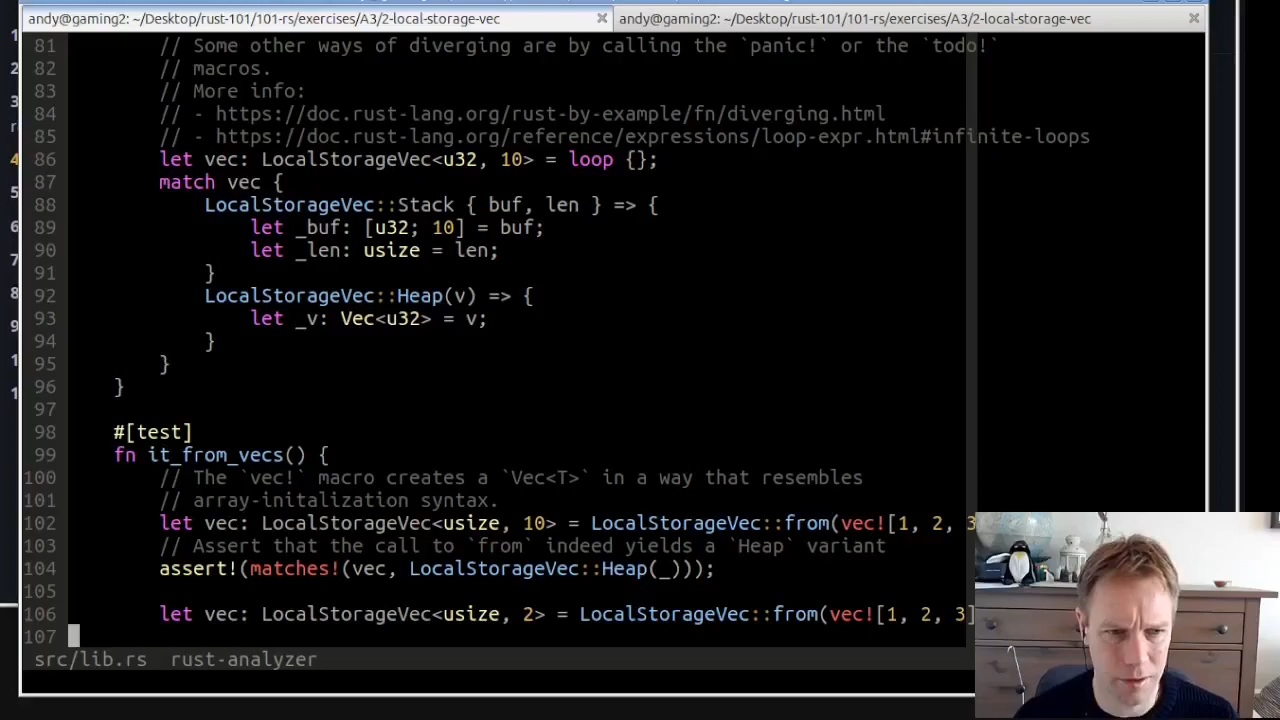 andy@gaming2: ~/Desktop/rust-101/101-rs/exercises/A3/2-local-storage-vec
andy@gaming2: ~/Desktop/rust-101/101-rs/exercises/A3/2-local-storage-vec
81 // Some other ways of diverging are by calling the `panic!` or the `todo!`
82 // macros.
83 // More info:
84 // - https://doc.rust-lang.org/rust-by-example/fn/diverging.html
85 // - https://doc.rust-lang.org/reference/expressions/loop-expr.html#infinite-loops
86 let vec: LocalStorageVec<u32, 10> = loop {};
87 match vec {
88 LocalStorageVec::Stack { buf, len } => {
89 let _buf: [u32; 10] = buf;
90 let _len: usize = len;
91 }
92 LocalStorageVec::Heap(v) => {
93 let _v: Vec<u32> = v;
94 }
95 }
96 }
97
98 #[test]
99 fn it_from_vecs() {
100 // The `vec!` macro creates a `Vec<T>` in a way that resembles
101 // array-initalization syntax.
102 let vec: LocalStorageVec<usize, 10> = LocalStorageVec::from(vec![1, 2, 3
103 // Assert that the call to `from` indeed yields a `Heap` variant
104 assert!(matches!(vec, LocalStorageVec::Heap(_)));
105
106 let vec: LocalStorageVec<usize, 2> = LocalStorageVec::from(vec![1, 2, 3]
107
src/lib.rs rust-analyzer